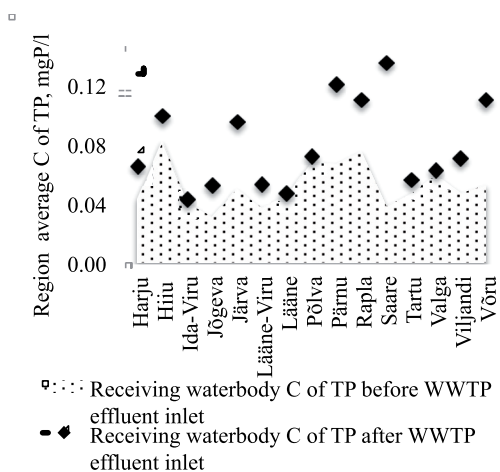 Region average C of TP, mgP/l
0.12
0.08
0.04
0.00
Harju
Hiiu
Ida-Viru
Jõgeva
Järva
Lääne-Viru
Lääne
Põlva
Pärnu
Rapla
Saare
Tartu
Valga
Viljandi
Võru
Receiving waterbody C of TP before WWTP
effluent inlet
Receiving waterbody C of TP after WWTP
effluent inlet